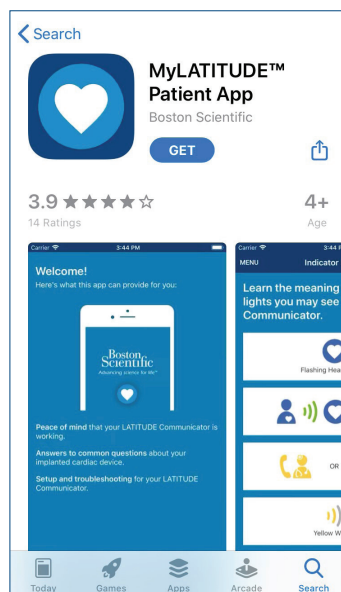 Search
MyLATITUDE™
Patient App
Boston Scientific
GET
3.9
14 Ratings
4+
Age
Carrier
3:44 PM
Welcome!
Here's what this app can provide for you:
Boston
Scientific
Advancing science for life™
Peace of mind that your LATITUDE Communicator is
working.
Answers to common questions about your
implanted cardiac device.
Setup and troubleshooting for your LATITUDE
Communicator.
Carrier
3:44
MENU
Indicator
Learn the meaning
lights you may see
Communicator.
Flashing Hea
OR
Yellow W
Today
Games
Apps
Arcade
Search